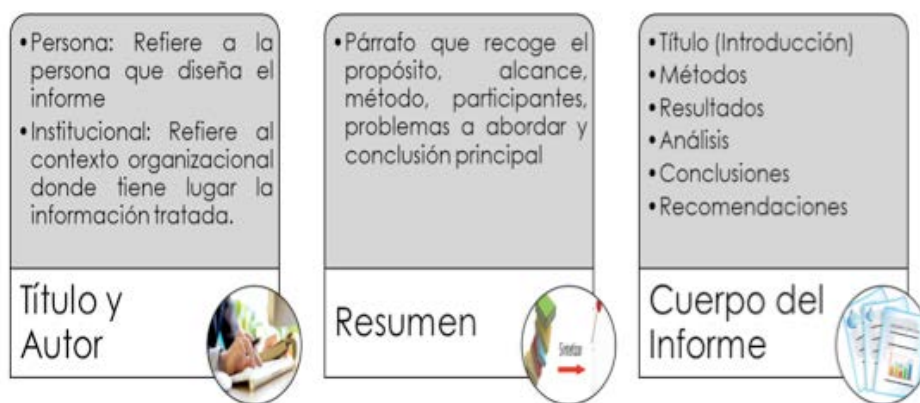 •Persona: Refiere a la
persona que diseña el
informe
•Institucional: Refiere al
contexto organizacional
donde tiene lugar la
información tratada.
Título y
Autor
•Párrafo que recoge el
propósito, alcance,
método, participantes,
problemas a abordar y
conclusión principal
Resumen
Sintetizar
•Título (Introducción)
•Métodos
•Resultados
•Análisis
•Conclusiones
•Recomendaciones
Cuerpo del
Informe